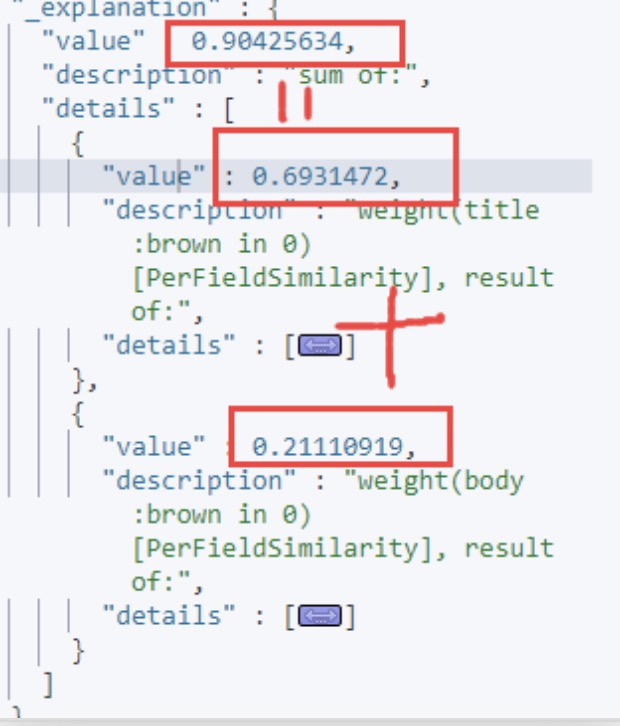 "_explanation" : {
"value" 0.90425634,
"description" : "sum of:",
"details" : [
{
"value" : 0.6931472,
"description" : "weight(title
:brown in 0)
[PerFieldSimilarity], result
of:",
"details" : [ ]
},
{
"value" : 0.21110919,
"description" : "weight(body
:brown in 0)
[PerFieldSimilarity], result
of:",
"details" : [ ]
}
]
}